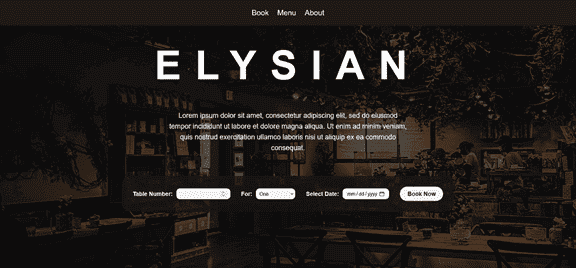 Book Menu About
ELYSIAN
Lorem ipsum dolor sit amet, consectetur adipiscing elit, sed do eiusmod
tempor incididunt ut labore et dolore magna aliqua. Ut enim ad minim veniam,
quis nostrud exercitation ullamco laboris nisi ut aliquip ex ea commodo
consequat.
Table Number: For: One Select Date: mm/dd/yyyy Book Now